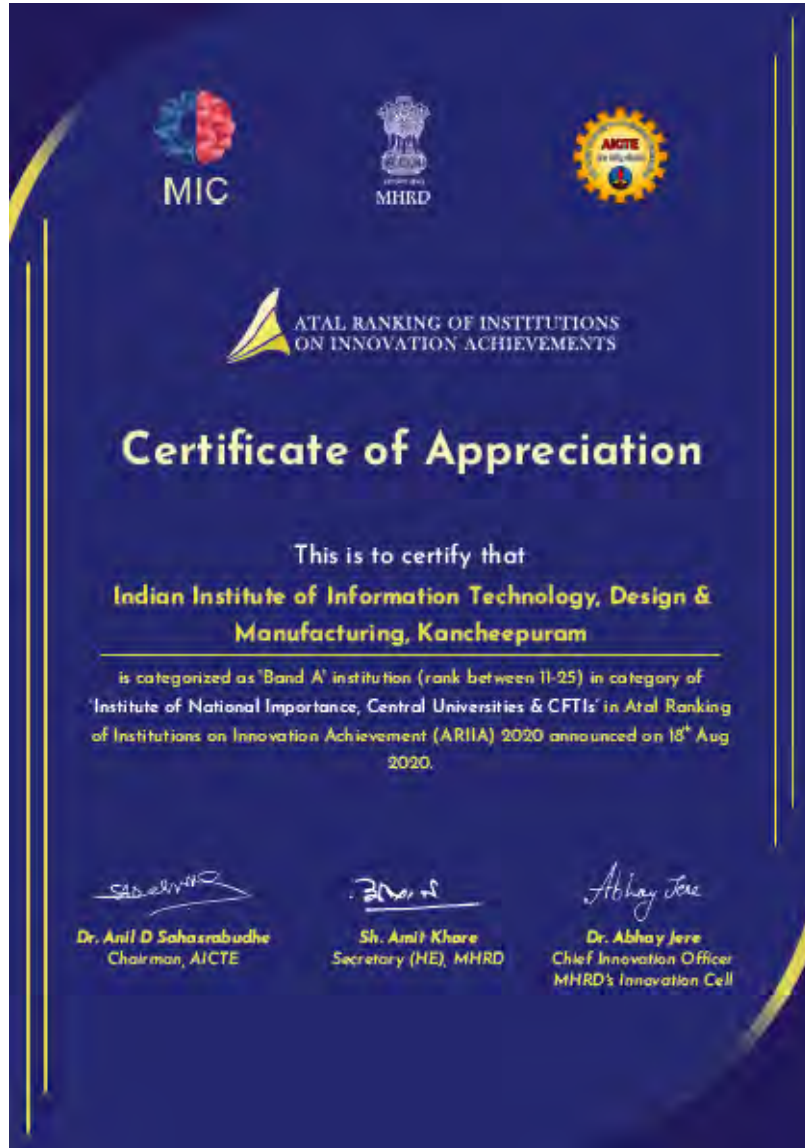 MIC
MHRD
AICTE
ATAL RANKING OF INSTITUTIONS
ON INNOVATION ACHIEVEMENTS
Certificate of Appreciation
This is to certify that
Indian Institute of Information Technology, Design &
Manufacturing, Kancheepuram
is categorized as 'Band A' institution (rank between 11-25) in category of
'Institute of National Importance, Central Universities & CFTIs' in Atal Ranking
of Institutions on Innovation Achievement (ARIIA) 2020 announced on 18th Aug
2020.
Abhay Jere
Dr. Anil D Sahasrabudhe
Chairman, AICTE
Sh. Amit Khare
Secretary (HE), MHRD
Dr. Abhay Jere
Chief Innovation Officer
MHRD's Innovation Cell